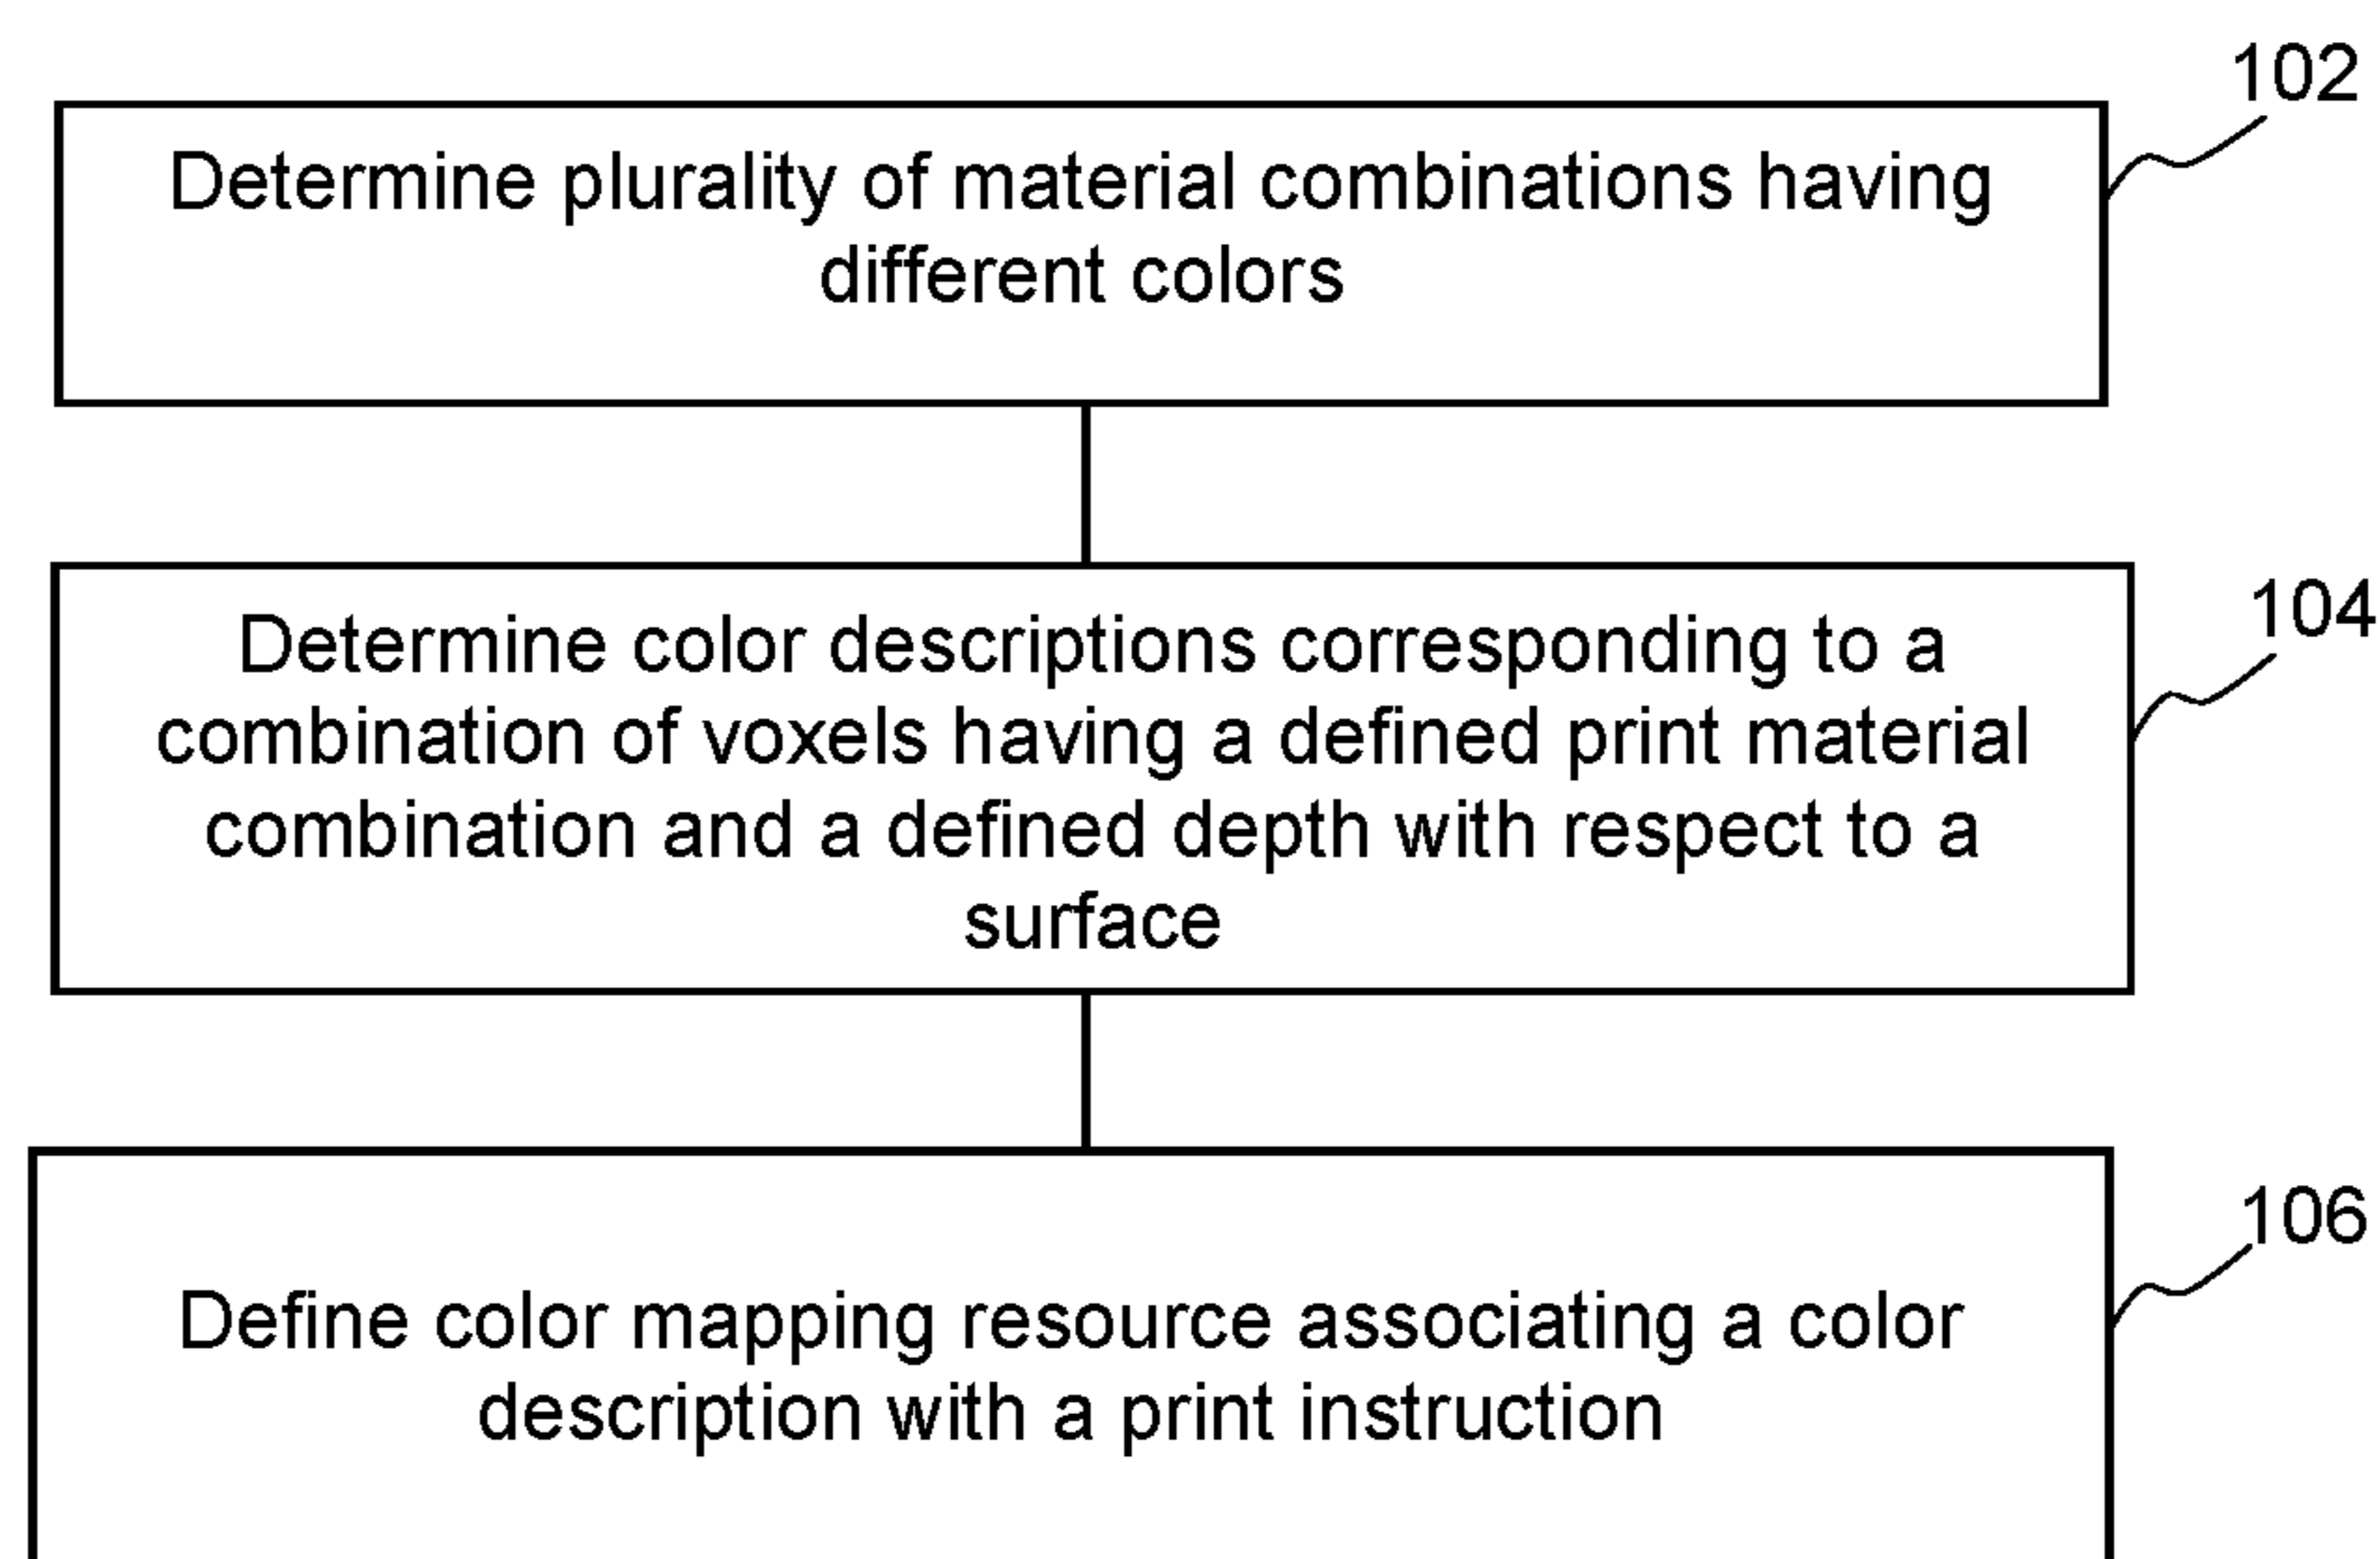 102
Determine plurality of material combinations having
different colors
104
Determine color descriptions corresponding to a
combination of voxels having a defined print material
combination and a defined depth with respect to a
surface
106
Define color mapping resource associating a color
description with a print instruction